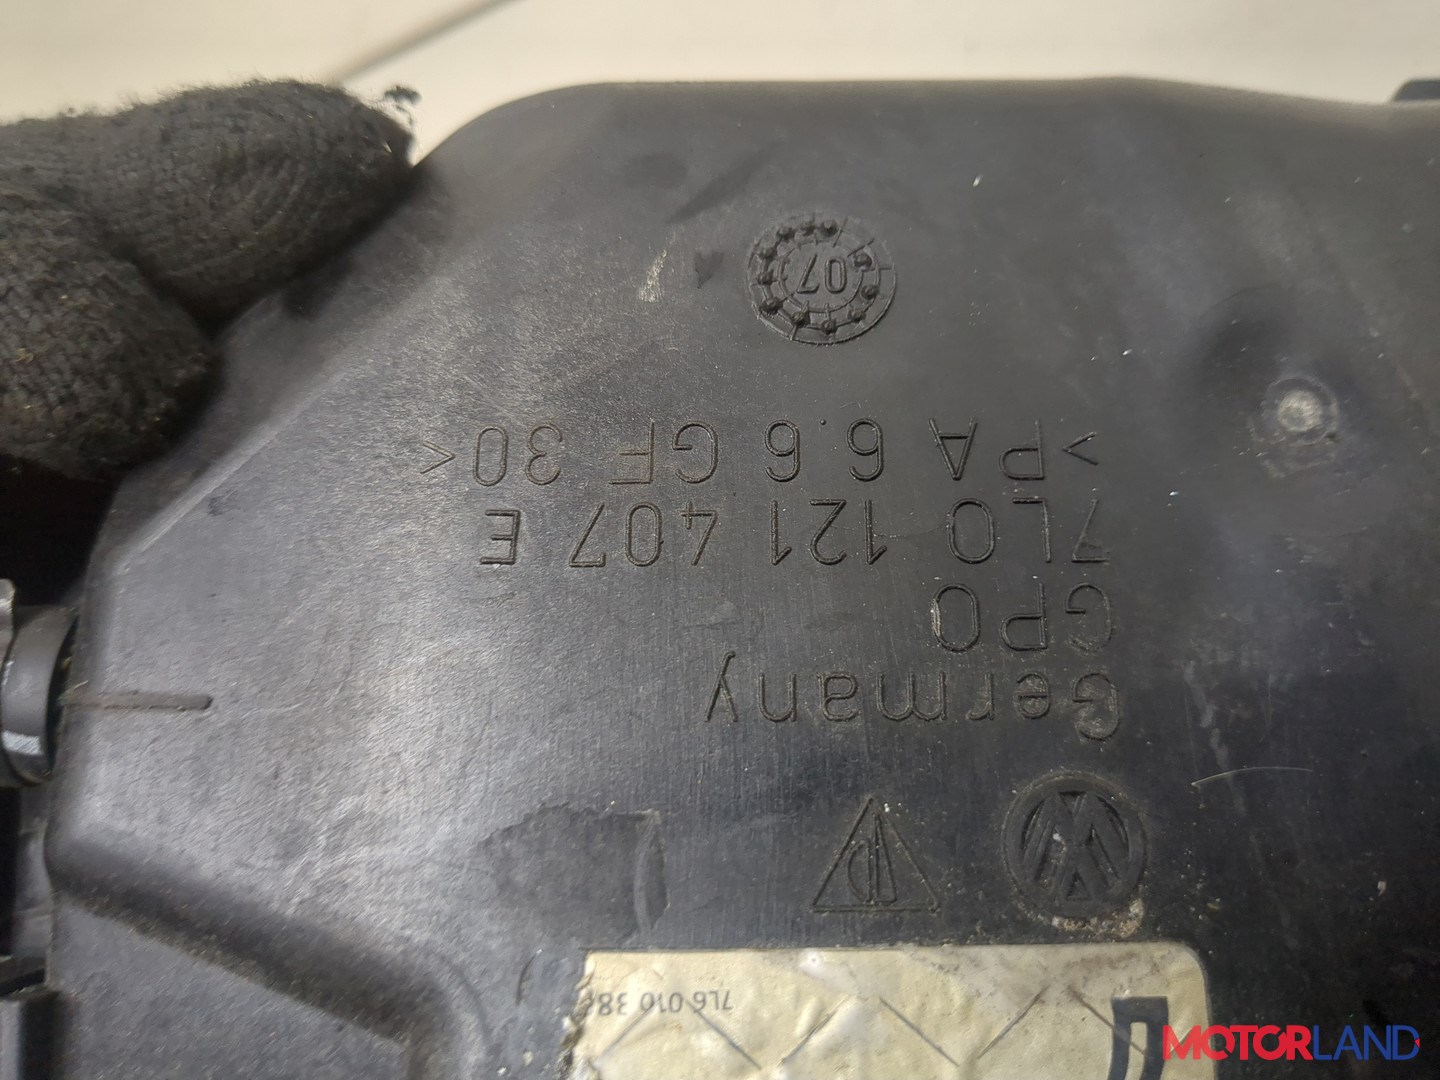 7L6 010 38
Germany
GPO
7L0 121 407 E
>PA 6.6 GF 30<
07
MOTORLAND